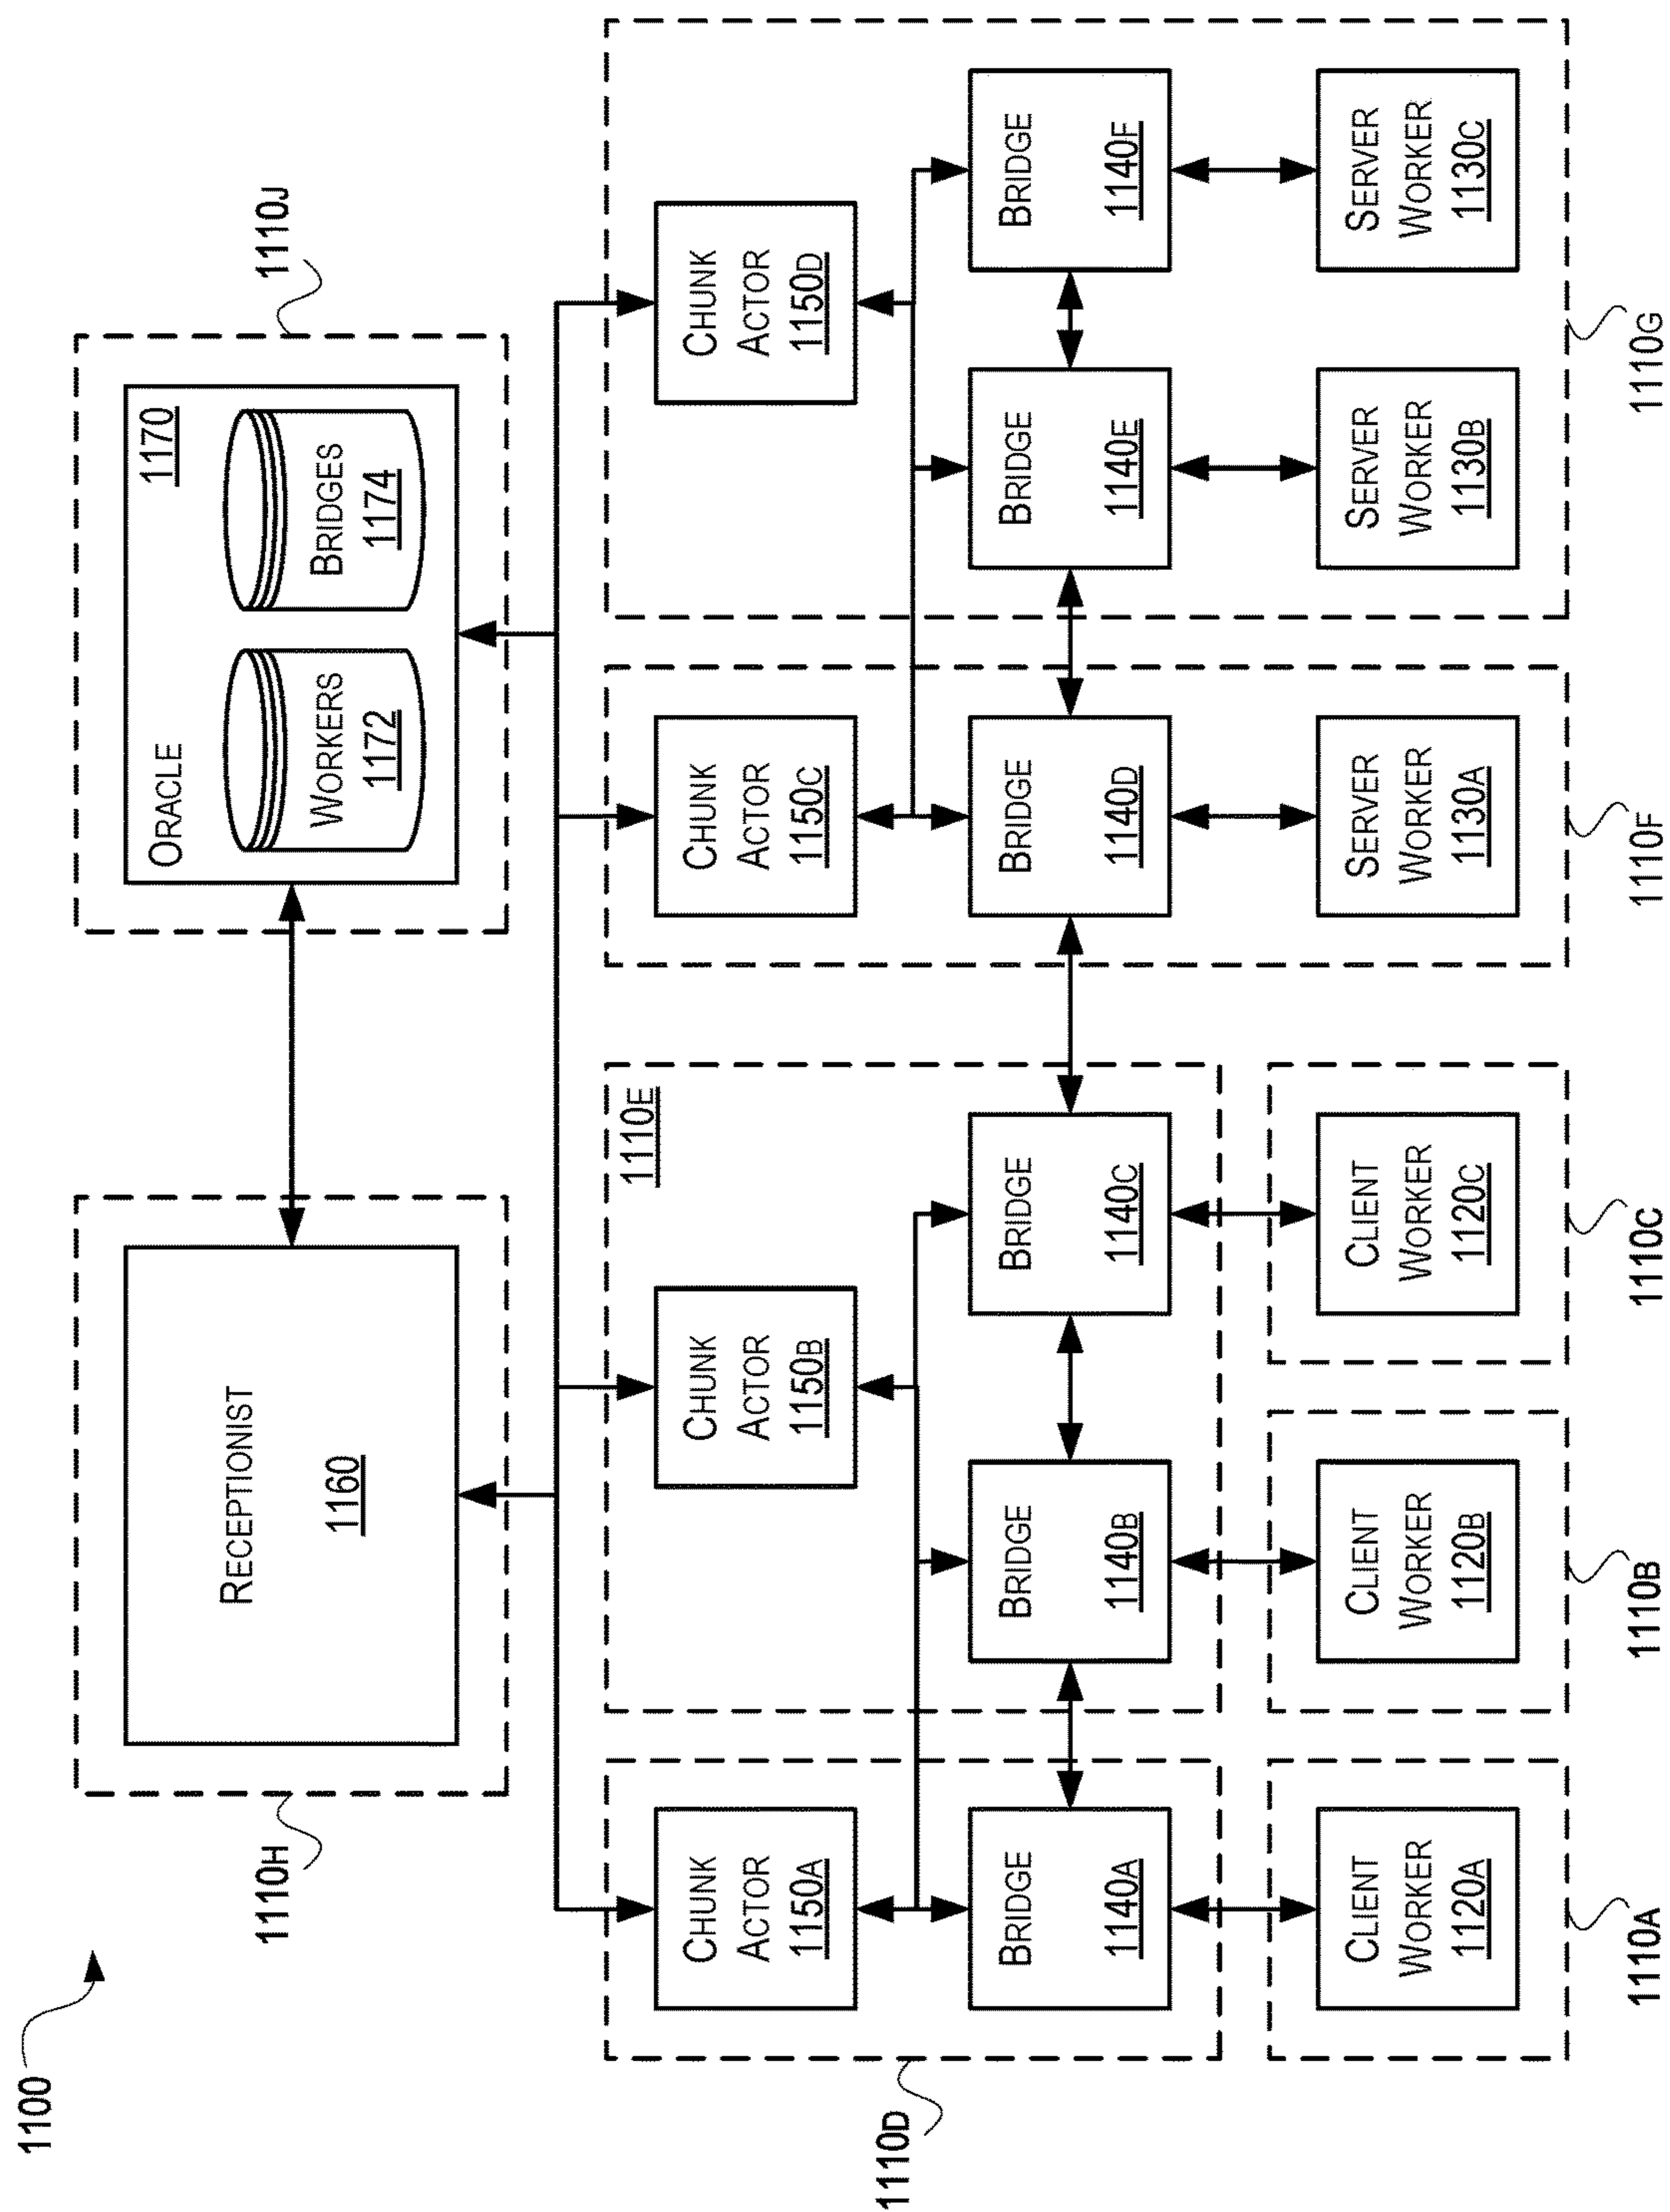 1100
1110H
RECEPTIONIST
1160
1110J
ORACLE
1170
WORKERS
1172
BRIDGES
1174
1110D
CHUNK
ACTOR
1150A
BRIDGE
1140A
1110E
CHUNK
ACTOR
1150B
BRIDGE
1140B
BRIDGE
1140C
CHUNK
ACTOR
1150C
BRIDGE
1140D
CHUNK
ACTOR
1150D
BRIDGE
1140E
BRIDGE
1140F
CLIENT
WORKER
1120A
CLIENT
WORKER
1120B
CLIENT
WORKER
1120C
SERVER
WORKER
1130A
SERVER
WORKER
1130B
SERVER
WORKER
1130C
1110A
1110B
1110C
1110F
1110G